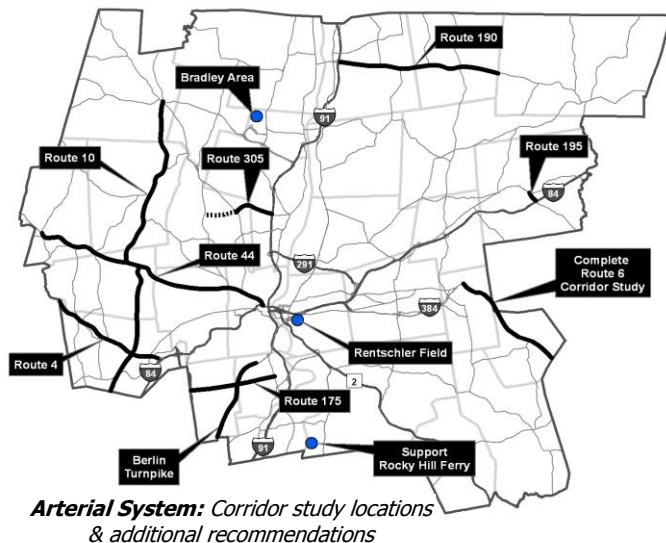 Route 190
Bradley Area
91
Route 10
Route 305
Route 195
84
Route 44
Complete
Route 6
Corridor Study
291
384
Rentschler Field
Route 4
84
2
Route 175
Berlin
Turnpike
91
Support
Rocky Hill Ferry
Arterial System: Corridor study locations
& additional recommendations